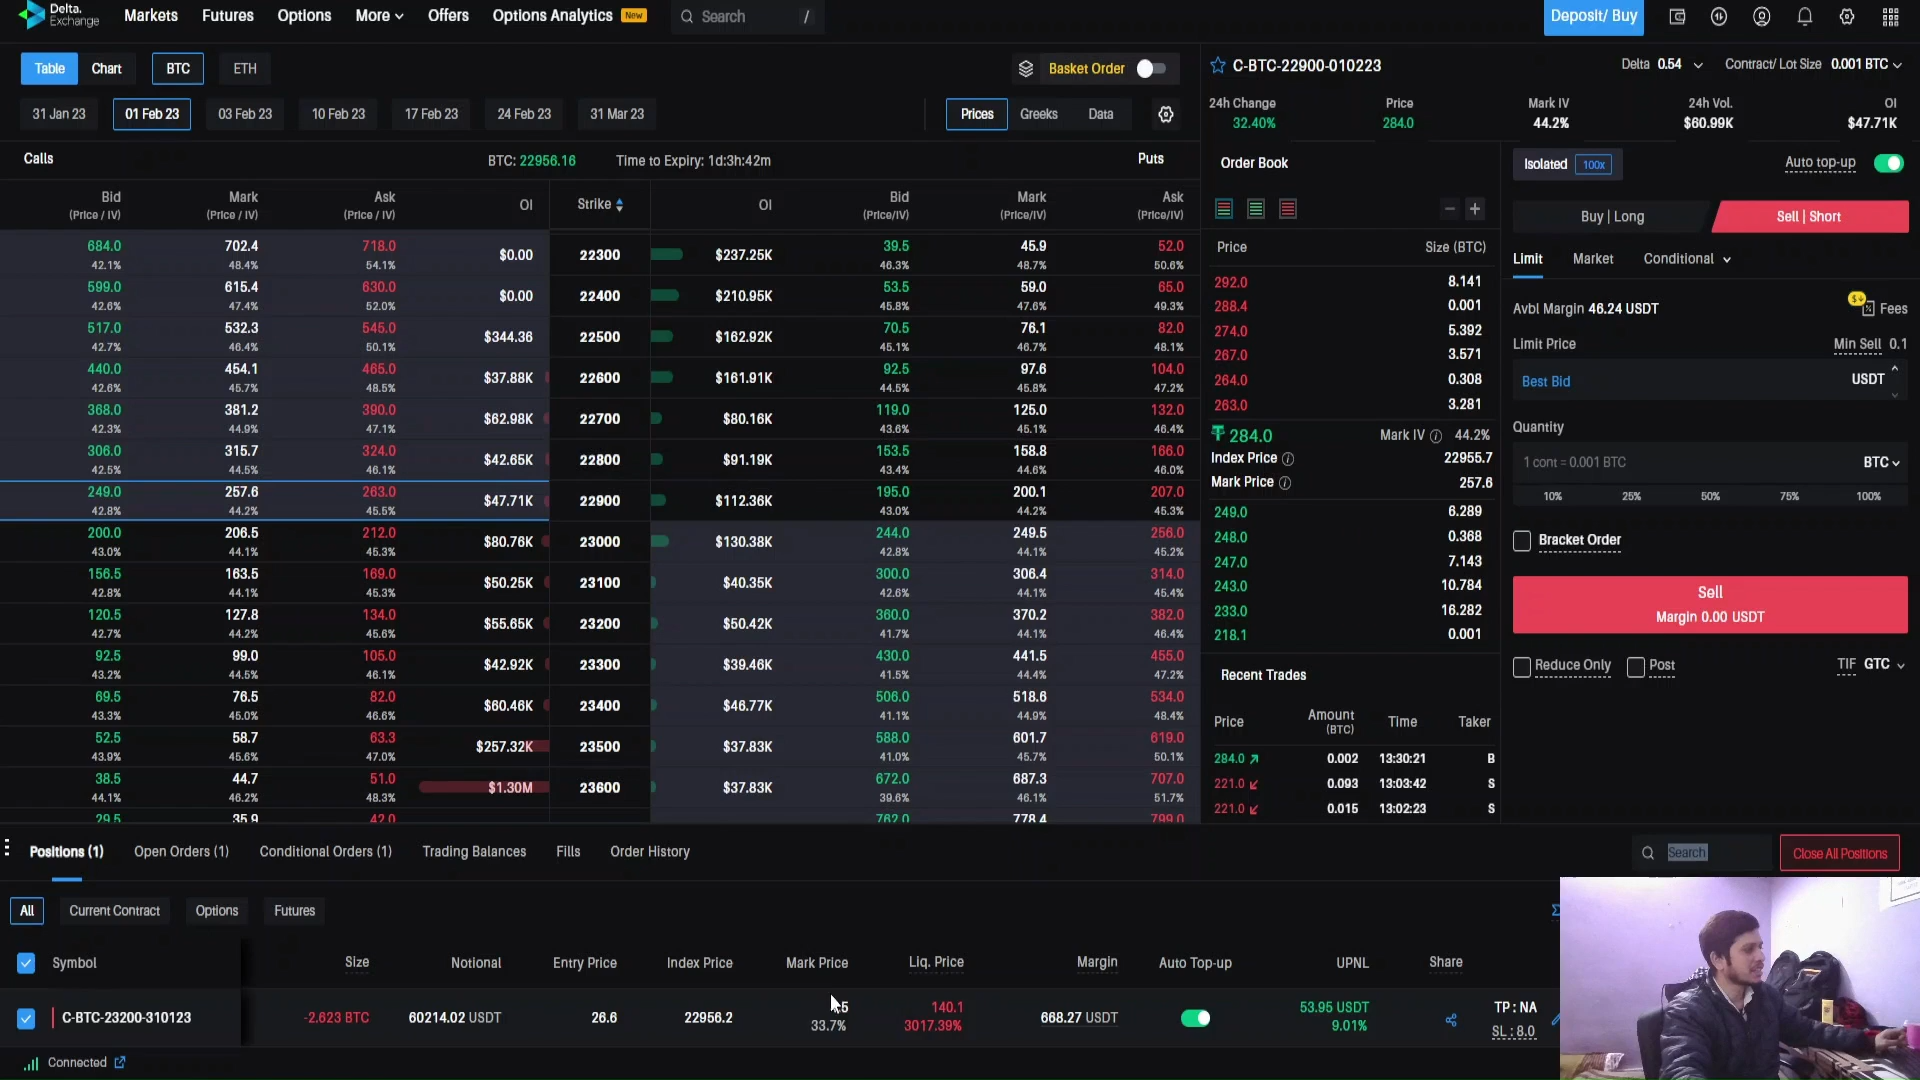 Delta.
Exchange
Markets Futures Options More Offers Options Analytics New Search / Deposit/ Buy
Table Chart BTC ETH Basket Order C-BTC-22900-010223 Delta 0.54 Contract/ Lot Size 0.001 BTC
31 Jan 23 01 Feb 23 03 Feb 23 10 Feb 23 17 Feb 23 24 Feb 23 31 Mar 23 Prices Greeks Data
24h Change Price Mark IV 24h Vol. OI
32.40% 284.0 44.2% $60.99K $47.71K
Calls BTC: 22956.16 Time to Expiry: 1d:3h:42m Puts
Bid Mark Ask OI Strike OI Bid Mark Ask
(Price / IV) (Price / IV) (Price / IV) (Price/IV) (Price/IV) (Price/IV)
684.0 702.4 718.0 $0.00 22300 $237.25K 39.5 45.9 52.0
42.1% 48.4% 54.1% 46.3% 48.7% 50.6%
599.0 615.4 630.0 $0.00 22400 $210.95K 53.5 59.0 65.0
42.6% 47.4% 52.0% 45.8% 47.6% 49.3%
517.0 532.3 545.0 $344.36 22500 $162.92K 70.5 76.1 82.0
42.7% 46.4% 50.1% 45.1% 46.7% 48.1%
440.0 454.1 465.0 $37.88K 22600 $161.91K 92.5 97.6 104.0
42.6% 45.7% 48.5% 44.5% 45.8% 47.2%
368.0 381.2 390.0 $62.98K 22700 $80.16K 119.0 125.0 132.0
42.3% 44.9% 47.1% 43.6% 45.1% 46.4%
306.0 315.7 324.0 $42.65K 22800 $91.19K 153.5 158.8 166.0
42.5% 44.5% 46.1% 43.4% 44.6% 46.0%
249.0 257.6 263.0 $47.71K 22900 $112.36K 195.0 200.1 207.0
42.8% 44.2% 45.5% 43.0% 44.2% 45.3%
200.0 206.5 212.0 $80.76K 23000 $130.38K 244.0 249.5 256.0
43.0% 44.1% 45.3% 42.8% 44.1% 45.2%
156.5 163.5 169.0 $50.25K 23100 $40.35K 300.0 306.4 314.0
42.8% 44.1% 45.3% 42.6% 44.1% 45.4%
120.5 127.8 134.0 $55.65K 23200 $50.42K 360.0 370.2 382.0
42.7% 44.2% 45.6% 41.7% 44.1% 46.4%
92.5 99.0 105.0 $42.92K 23300 $39.46K 430.0 441.5 455.0
43.2% 44.5% 46.1% 41.5% 44.4% 47.2%
69.5 76.5 82.0 $60.46K 23400 $46.77K 506.0 518.6 534.0
43.3% 45.0% 46.6% 41.1% 44.9% 48.4%
52.5 58.7 63.3 $257.32K 23500 $37.83K 588.0 601.7 619.0
43.9% 45.6% 47.0% 41.0% 45.7% 50.1%
38.5 44.7 51.0 $1.30M 23600 $37.83K 672.0 687.3 707.0
44.1% 46.2% 48.3% 39.6% 46.1% 51.7%
29.5 35.9 42.0 762.0 778.4 799.0
Order Book
Price Size (BTC)
292.0 8.141
288.4 0.001
274.0 5.392
267.0 3.571
264.0 0.308
263.0 3.281
284.0 Mark IV 44.2%
Index Price 22955.7
Mark Price 257.6
249.0 6.289
248.0 0.368
247.0 7.143
243.0 10.784
233.0 16.282
218.1 0.001
Recent Trades
Price Amount Time Taker
(BTC)
284.0 0.002 13:30:21 B
221.0 0.093 13:03:42 S
221.0 0.015 13:02:23 S
Isolated 100x Auto top-up
Buy | Long Sell | Short
Limit Market Conditional
Avbl Margin 46.24 USDT Fees
Limit Price Min Sell 0.1
Best Bid USDT
Quantity
1 cont = 0.001 BTC BTC
10% 25% 50% 75% 100%
Bracket Order
Sell
Margin 0.00 USDT
Reduce Only Post TIF GTC
Positions (1) Open Orders (1) Conditional Orders (1) Trading Balances Fills Order History Search Close All Positions
All Current Contract Options Futures
Symbol Size Notional Entry Price Index Price Mark Price Liq. Price Margin Auto Top-up UPNL Share
C-BTC-23200-310123 -2.623 BTC 60214.02 USDT 26.6 22956.2 33.7% 140.1 3017.39% 668.27 USDT 53.95 USDT 9.01% TP : NA
SL : 8.0
Connected